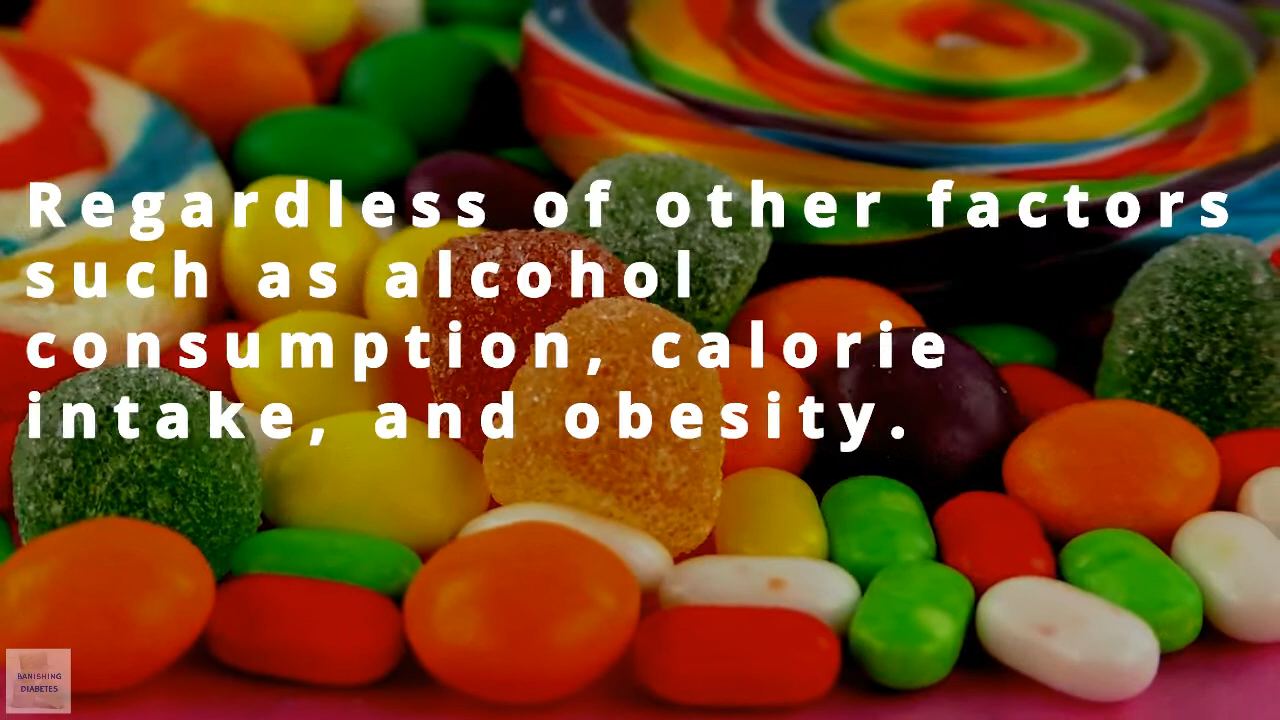 Regardless of other factors
such as alcohol
consumption, calorie
intake, and obesity.
BANISHING
DIABETES